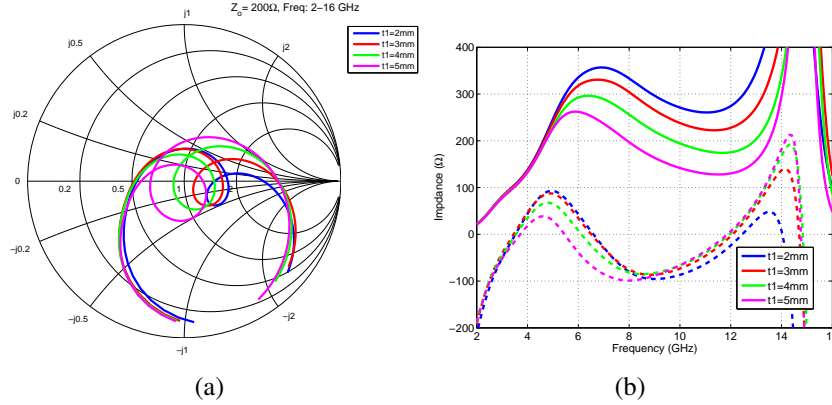 Z_o = 200Ω, Freq: 2−16 GHz
j1
j0.5
j2
j0.2
0
0.2
0.5
1
2
−j0.2
−j0.5
−j2
−j1
t1=2mm
t1=3mm
t1=4mm
t1=5mm
(a)
400
300
200
100
0
−100
−200
Impdance (Ω)
2
4
6
8
10
12
14
16
Frequency (GHz)
t1=2mm
t1=3mm
t1=4mm
t1=5mm
(b)